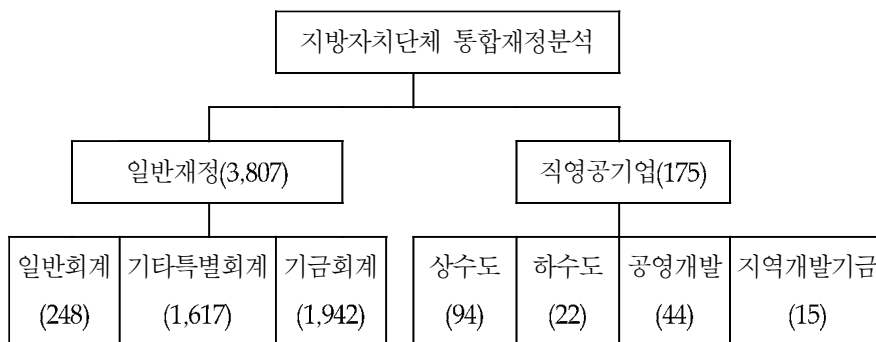 지방자치단체 통합재정분석
일반재정(3,807)
직영공기업(175)
일반회계
(248)
기타특별회계
(1,617)
기금회계
(1,942)
상수도
(94)
하수도
(22)
공영개발
(44)
지역개발기금
(15)